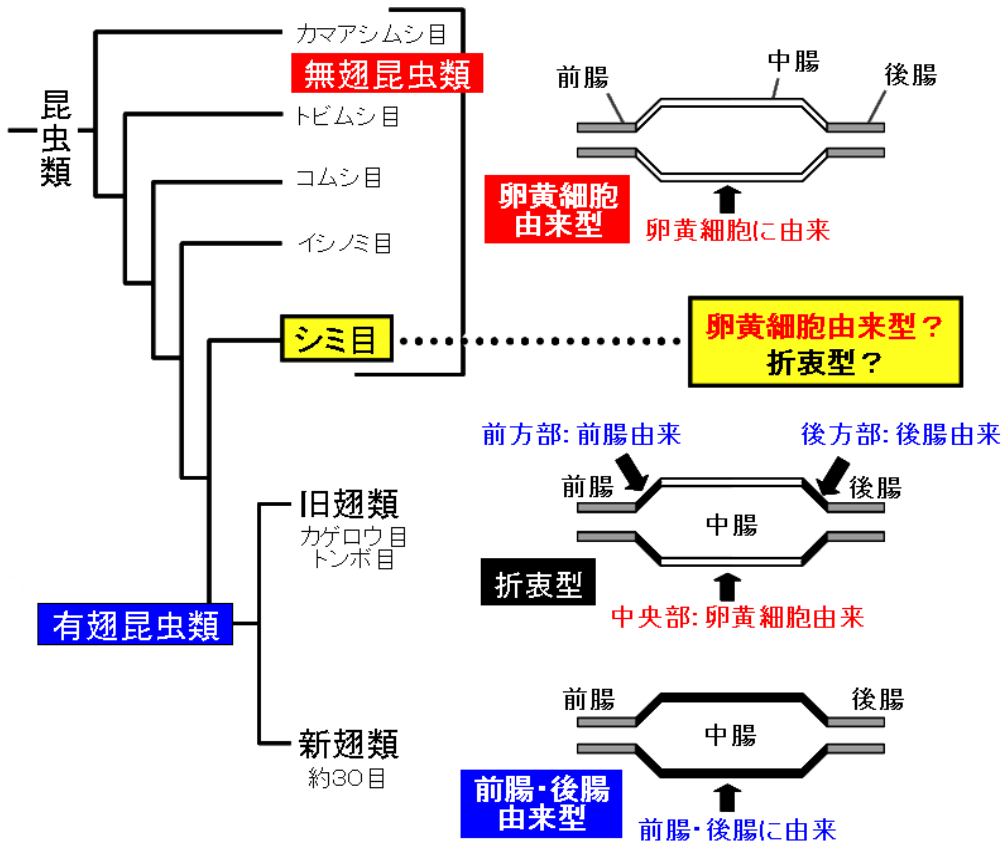 昆虫類
カマアシムシ目
無翅昆虫類
トビムシ目
コムシ目
イシノミ目
シミ目
有翅昆虫類
旧翅類
カゲロウ目
トンボ目
新翅類
約30目
前腸
中腸
後腸
卵黄細胞
由来型
卵黄細胞に由来
卵黄細胞由来型？
折衷型？
前方部：前腸由来
後方部：後腸由来
前腸
後腸
中腸
折衷型
中央部：卵黄細胞由来
前腸
後腸
中腸
前腸・後腸
由来型
前腸・後腸に由来